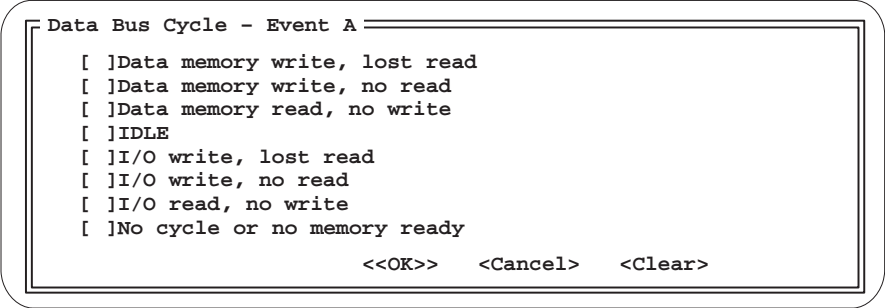 Data Bus Cycle – Event A
[ ]Data memory write, lost read
[ ]Data memory write, no read
[ ]Data memory read, no write
[ ]IDLE
[ ]I/O write, lost read
[ ]I/O write, no read
[ ]I/O read, no write
[ ]No cycle or no memory ready
<<OK>> <Cancel> <Clear>